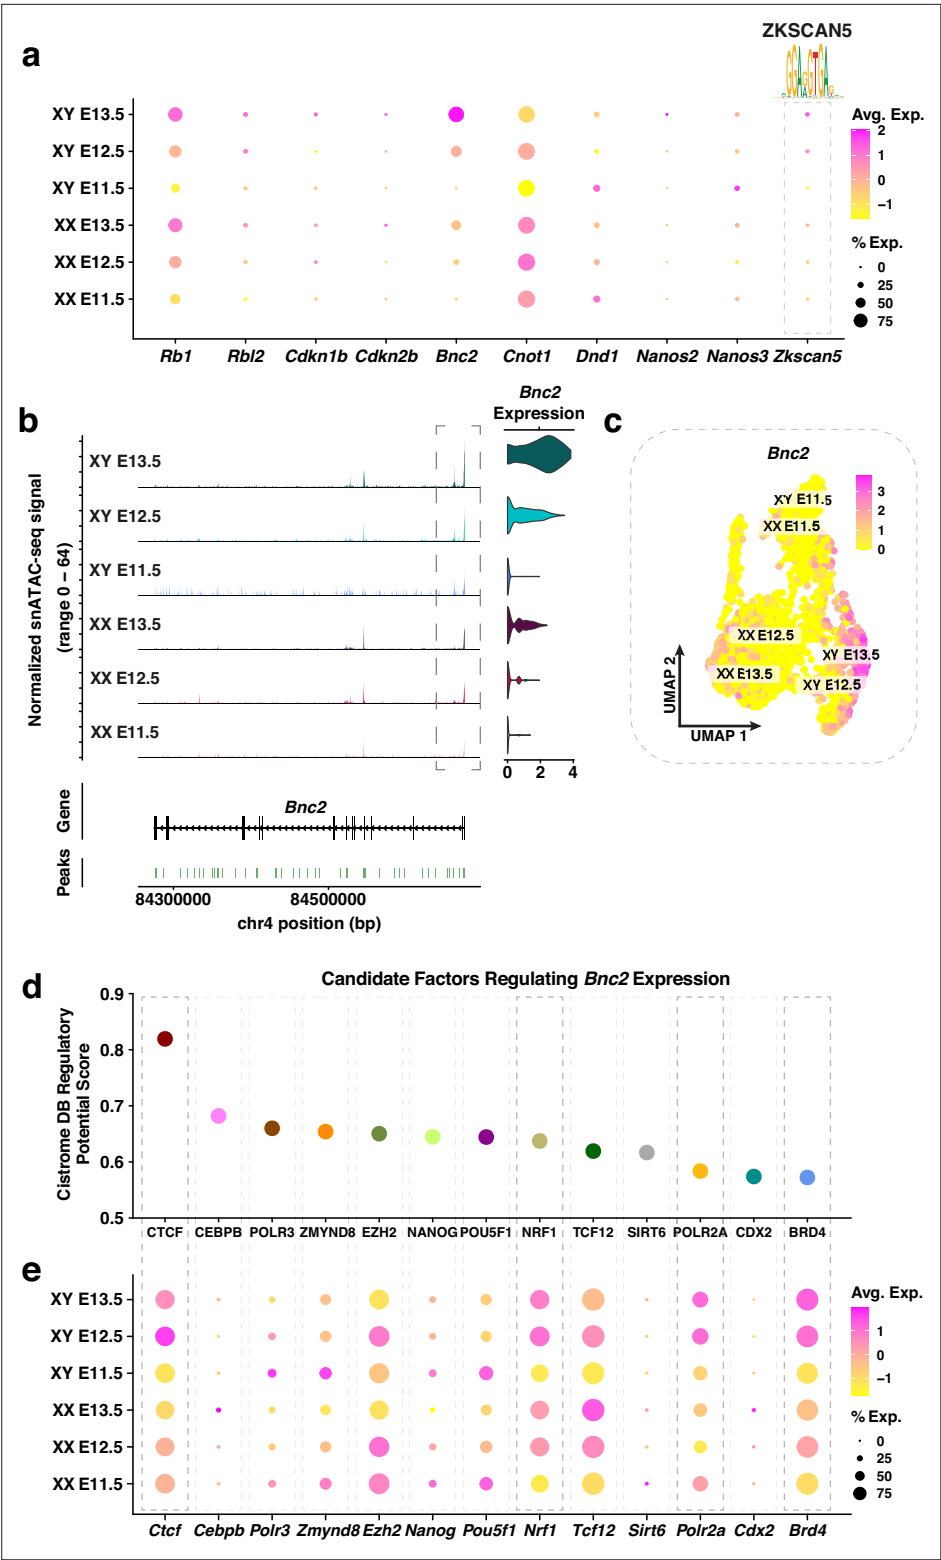 a
ZKSCAN5
GGAGTGA
XY E13.5
XY E12.5
XY E11.5
XX E13.5
XX E12.5
XX E11.5
Rb1 Rbl2 Cdkn1b Cdkn2b Bnc2 Cnot1 Dnd1 Nanos2 Nanos3 Zkscan5
Avg. Exp.
2
1
0
−1
% Exp.
0
25
50
75
b
Normalized snATAC-seq signal
(range 0 – 64)
XY E13.5
XY E12.5
XY E11.5
XX E13.5
XX E12.5
XX E11.5
Bnc2
Expression
0 2 4
Gene
Bnc2
Peaks
84300000 84500000
chr4 position (bp)
c
Bnc2
XY E11.5
XX E11.5
XX E12.5
XY E13.5
XX E13.5
XY E12.5
3
2
1
0
UMAP 2
UMAP 1
d
Candidate Factors Regulating Bnc2 Expression
Cistrome DB Regulatory
Potential Score
0.9
0.8
0.7
0.6
0.5
CTCF CEBPB POLR3 ZMYND8 EZH2 NANOG POU5F1 NRF1 TCF12 SIRT6 POLR2A CDX2 BRD4
e
XY E13.5
XY E12.5
XY E11.5
XX E13.5
XX E12.5
XX E11.5
Ctcf Cebpb Polr3 Zmynd8 Ezh2 Nanog Pou5f1 Nrf1 Tcf12 Sirt6 Polr2a Cdx2 Brd4
Avg. Exp.
1
0
−1
% Exp.
0
25
50
75